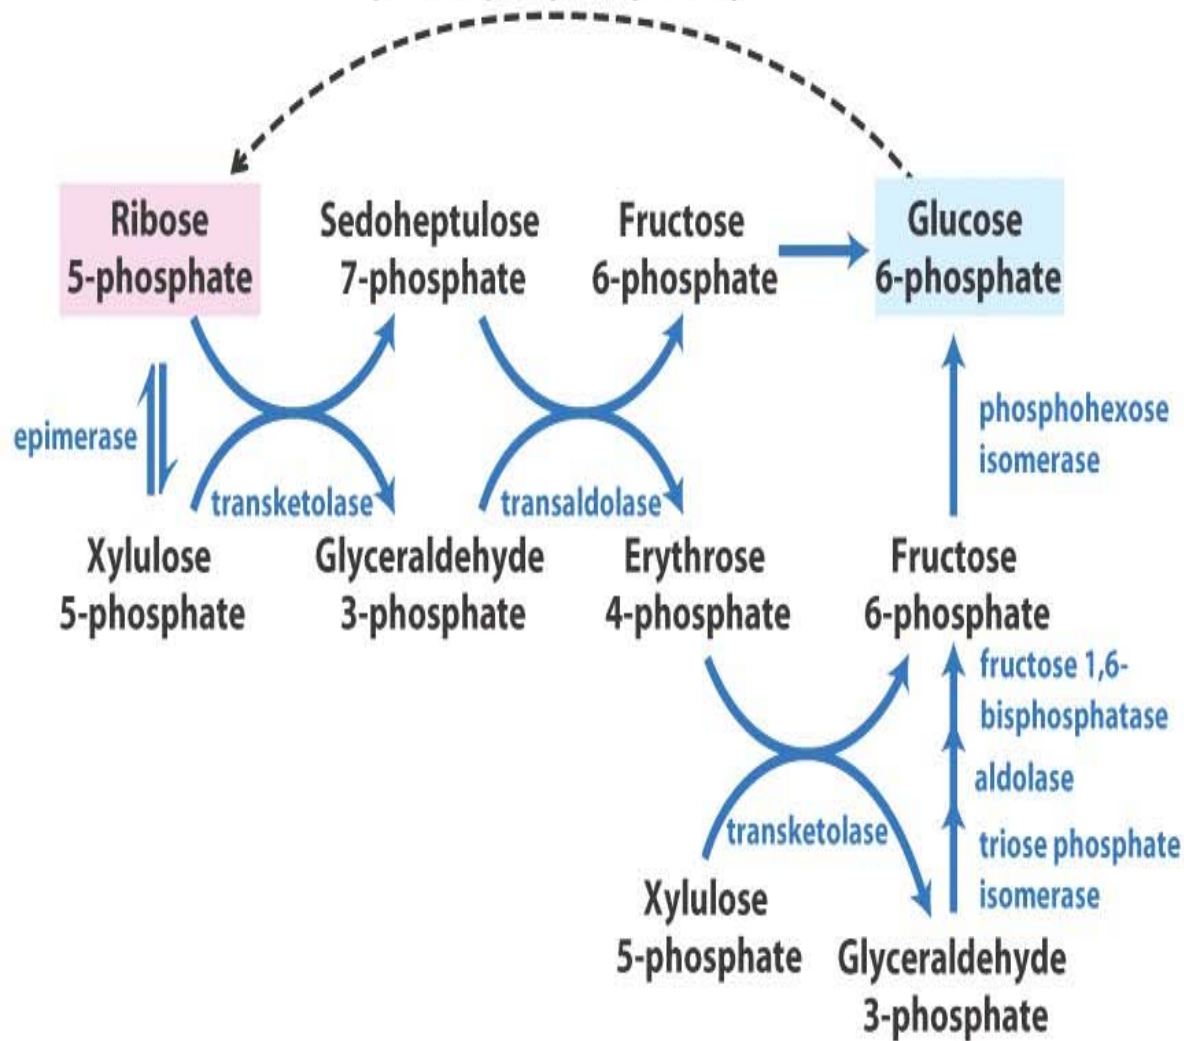 Ribose
5-phosphate
Sedoheptulose
7-phosphate
Fructose
6-phosphate
Glucose
6-phosphate
epimerase
transketolase
transaldolase
phosphohexose
isomerase
Xylulose
5-phosphate
Glyceraldehyde
3-phosphate
Erythrose
4-phosphate
Fructose
6-phosphate
fructose 1,6-
bisphosphatase
aldolase
triose phosphate
isomerase
transketolase
Xylulose
5-phosphate
Glyceraldehyde
3-phosphate